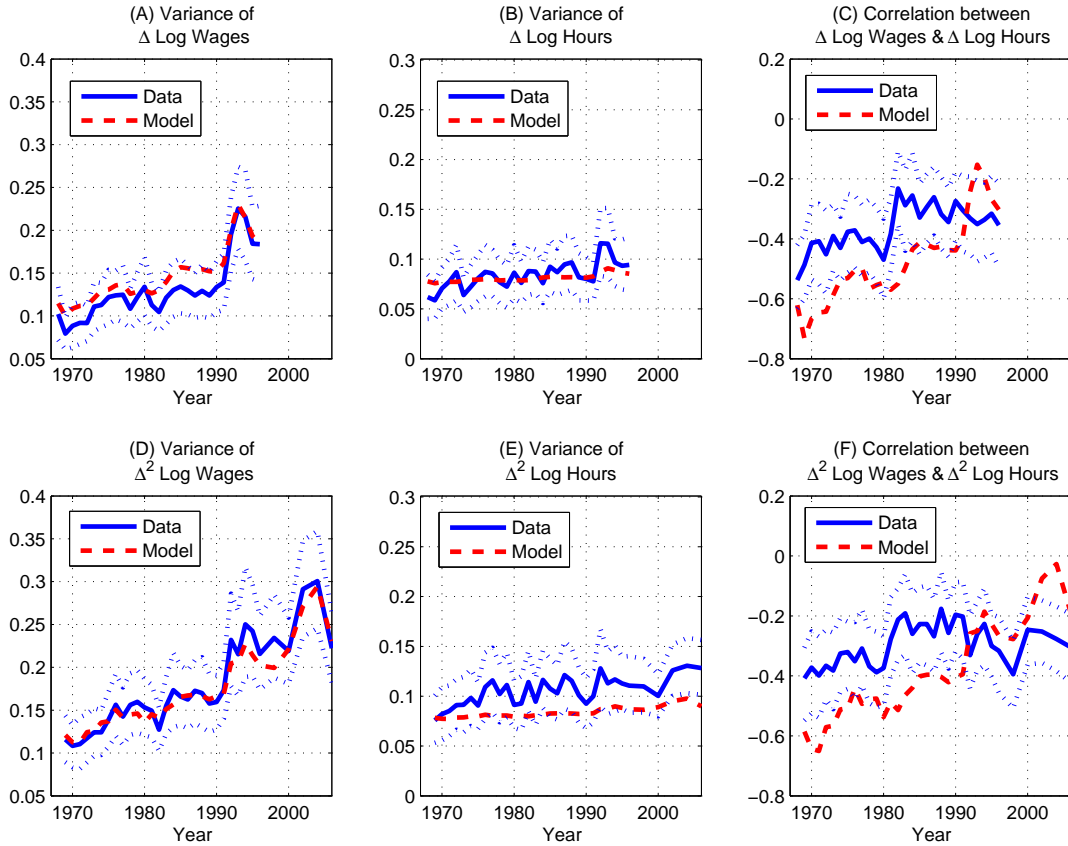 (A) Variance of
Δ Log Wages
0.4
0.35
0.3
0.25
0.2
0.15
0.1
0.05
Data
Model
1970
1980
1990
2000
Year
(B) Variance of
Δ Log Hours
0.3
0.25
0.2
0.15
0.1
0.05
0
Data
Model
1970
1980
1990
2000
Year
(C) Correlation between
Δ Log Wages & Δ Log Hours
0.2
0
−0.2
−0.4
−0.6
−0.8
Data
Model
1970
1980
1990
2000
Year
(D) Variance of
Δ² Log Wages
0.4
0.35
0.3
0.25
0.2
0.15
0.1
0.05
Data
Model
1970
1980
1990
2000
Year
(E) Variance of
Δ² Log Hours
0.3
0.25
0.2
0.15
0.1
0.05
0
Data
Model
1970
1980
1990
2000
Year
(F) Correlation between
Δ² Log Wages & Δ² Log Hours
0.2
0
−0.2
−0.4
−0.6
−0.8
Data
Model
1970
1980
1990
2000
Year